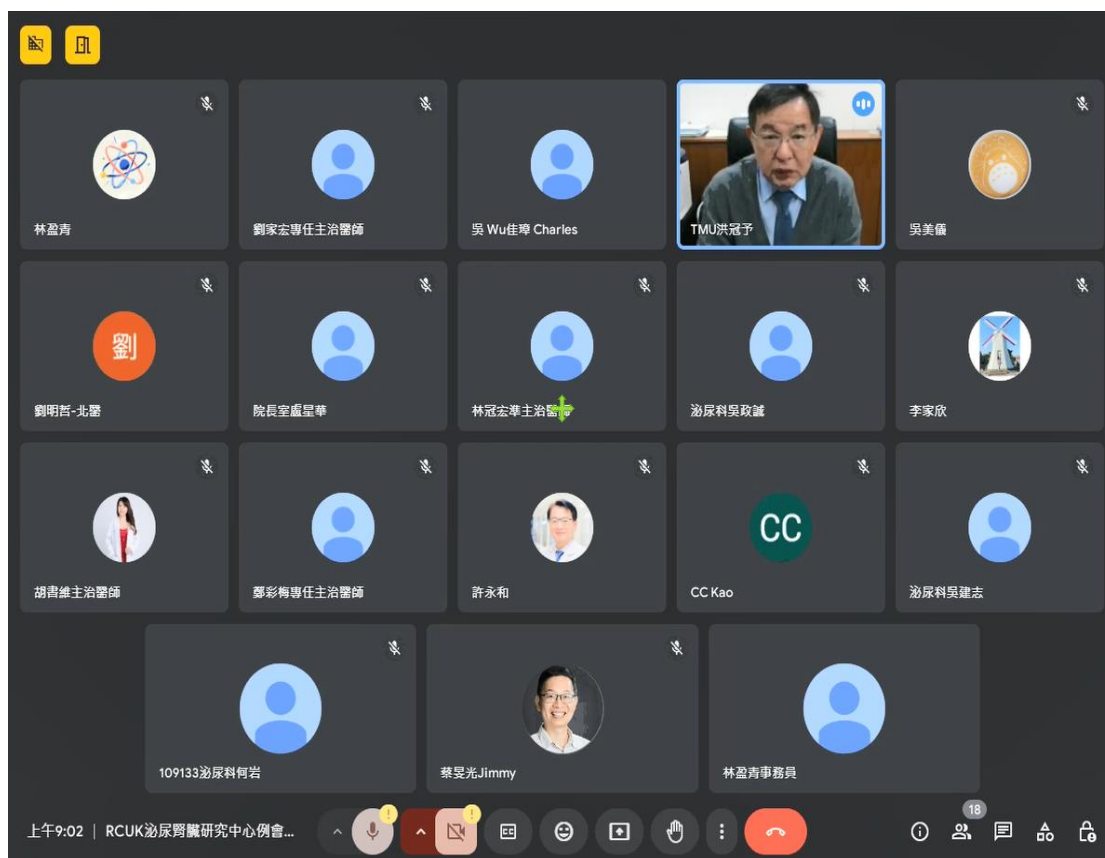 林盈青
劉家宏專任主治醫師
吳 Wu佳璋 Charles
TMU洪冠予
吳美儀
劉
劉明哲-北醫
院長室盧星華
林冠宏準主治醫師
泌尿科吳政誠
李家欣
胡書維主治醫師
鄭彩梅專任主治醫師
許永和
CC
CC Kao
泌尿科吳建志
109133泌尿科何岩
蔡旻光Jimmy
林盈青事務員
上午9:02 | RCUK泌尿腎臟研究中心例會...
CC
18